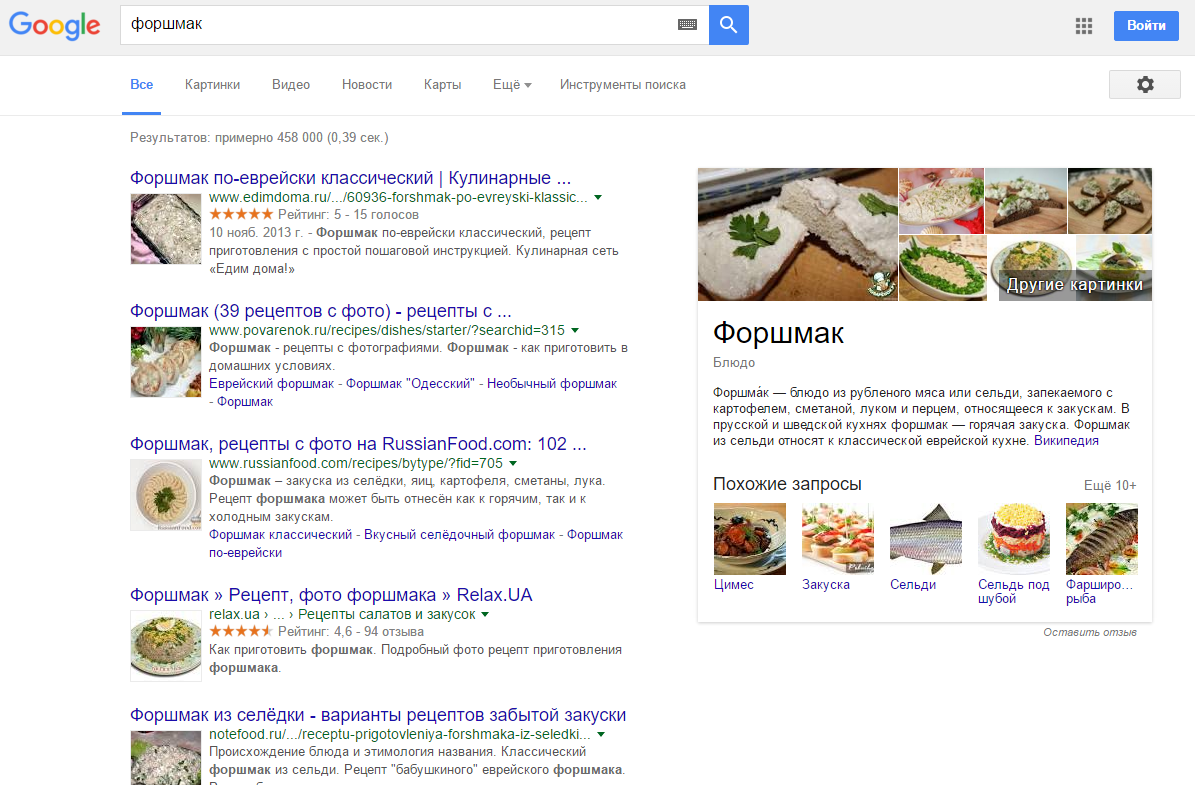 Google
форшмак
Войти
Все
Картинки
Видео
Новости
Карты
Ещё
Инструменты поиска
Результатов: примерно 458 000 (0,39 сек.)
Форшмак по-еврейски классический | Кулинарные ...
www.edimdoma.ru/.../60936-forshmak-po-evreyski-klassic...
Рейтинг: 5 - 15 голосов
10 нояб. 2013 г. - Форшмак по-еврейски классический, рецепт
приготовления с простой пошаговой инструкцией. Кулинарная сеть
«Едим дома!»
Форшмак (39 рецептов с фото) - рецепты с ...
www.povarenok.ru/recipes/dishes/starter/?searchid=315
Форшмак - рецепты с фотографиями. Форшмак - как приготовить в
домашних условиях.
Еврейский форшмак - Форшмак "Одесский" - Необычный форшмак
- Форшмак
Форшмак, рецепты с фото на RussianFood.com: 102 ...
www.russianfood.com/recipes/bytype/?fid=705
Форшмак – закуска из селёдки, яиц, картофеля, сметаны, лука.
Рецепт форшмака может быть отнесён как к горячим, так и к
холодным закускам.
Форшмак классический - Вкусный селёдочный форшмак - Форшмак
по-еврейски
RussianFood.com
Форшмак » Рецепт, фото форшмака » Relax.UA
relax.ua › ... › Рецепты салатов и закусок
Рейтинг: 4,6 - 94 отзыва
Как приготовить форшмак. Подробный фото рецепт приготовления
форшмака.
Форшмак из селёдки - варианты рецептов забытой закуски
notefood.ru/.../receptu-prigotovleniya-forshmaka-iz-seledki...
Происхождение блюда и этимология названия. Классический
форшмак из сельди. Рецепт "бабушкиного" еврейского форшмака.
Другие картинки
Форшмак
Блюдо
Форшма́к — блюдо из рубленого мяса или сельди, запекаемого с
картофелем, сметаной, луком и перцем, относящееся к закускам. В
прусской и шведской кухнях форшмак — горячая закуска. Форшмак
из сельди относят к классической еврейской кухне. Википедия
Похожие запросы
Ещё 10+
Цимес
Закуска
Сельди
Сельдь под
шубой
Фарширо...
рыба
Оставить отзыв